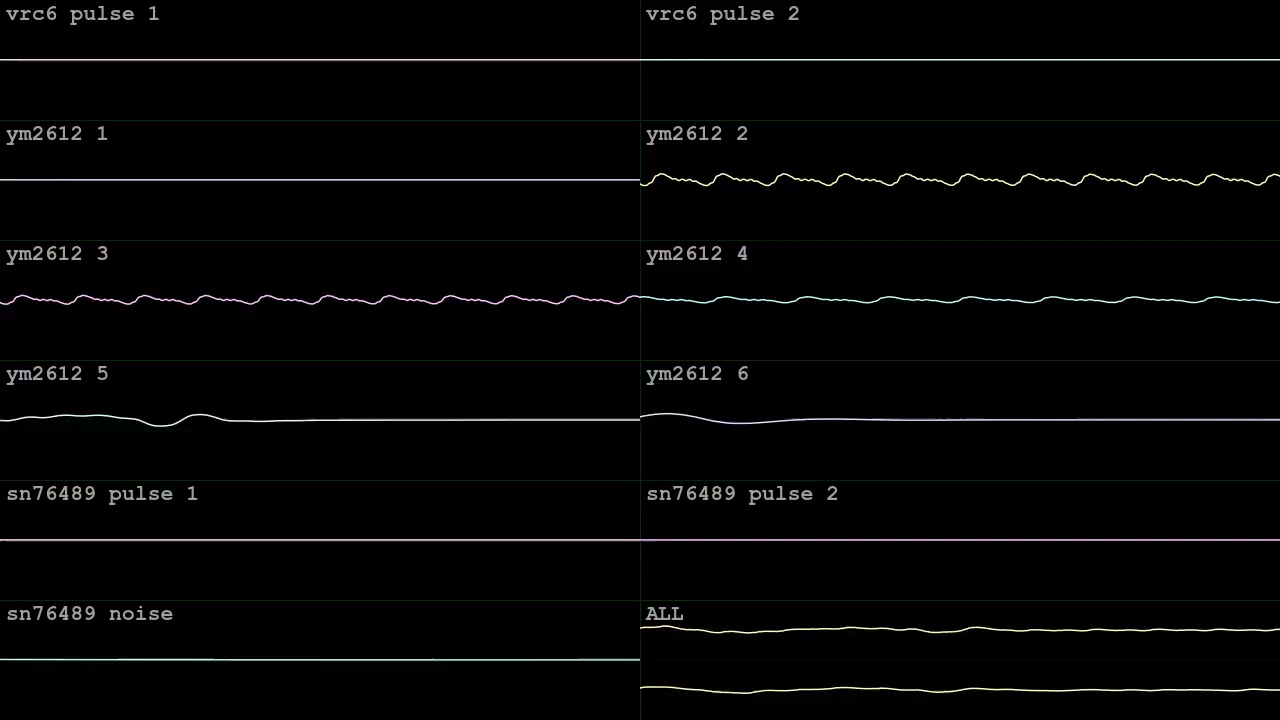 vrc6 pulse 1
vrc6 pulse 2
ym2612 1
ym2612 2
ym2612 3
ym2612 4
ym2612 5
ym2612 6
sn76489 pulse 1
sn76489 pulse 2
sn76489 noise
ALL